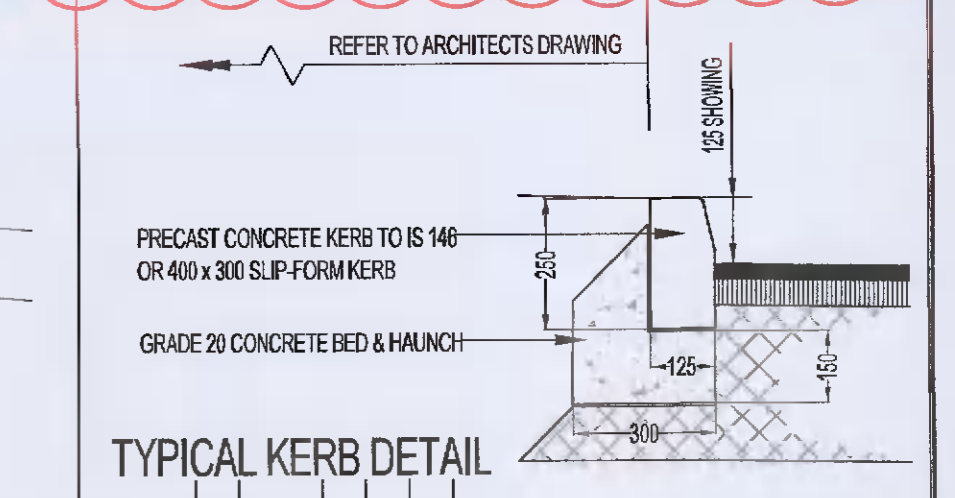 REFER TO ARCHITECTS DRAWING
125 SHOWING
PRECAST CONCRETE KERB TO IS 146
OR 400 x 300 SLIP-FORM KERB
250
GRADE 20 CONCRETE BED & HAUNCH
125
150
300
TYPICAL KERB DETAIL